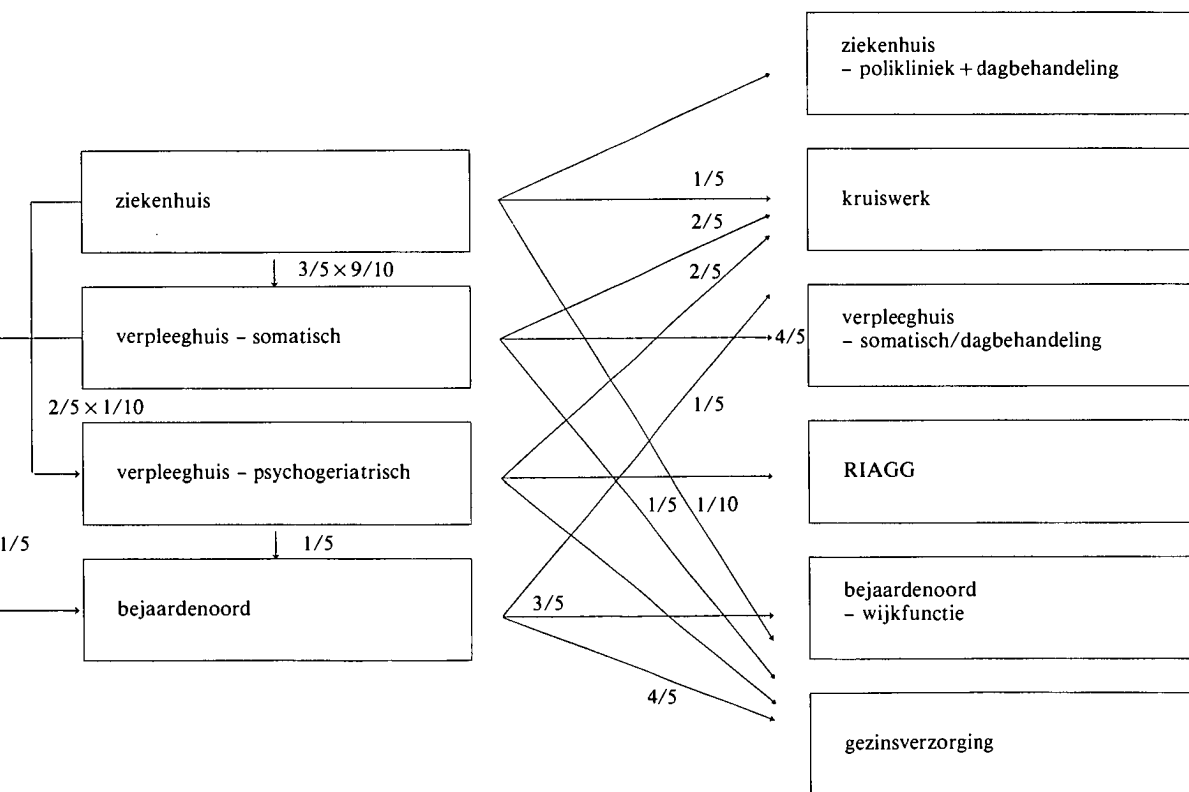 ziekenhuis
– polikliniek + dagbehandeling
ziekenhuis
1/5
kruiswerk
2/5
3/5 × 9/10
2/5
verpleeghuis – somatisch
4/5
verpleeghuis
– somatisch/dagbehandeling
2/5 × 1/10
1/5
verpleeghuis – psychogeriatrisch
RIAGG
1/5
1/10
1/5
1/5
bejaardenoord
3/5
bejaardenoord
– wijkfunctie
4/5
gezinsverzorging